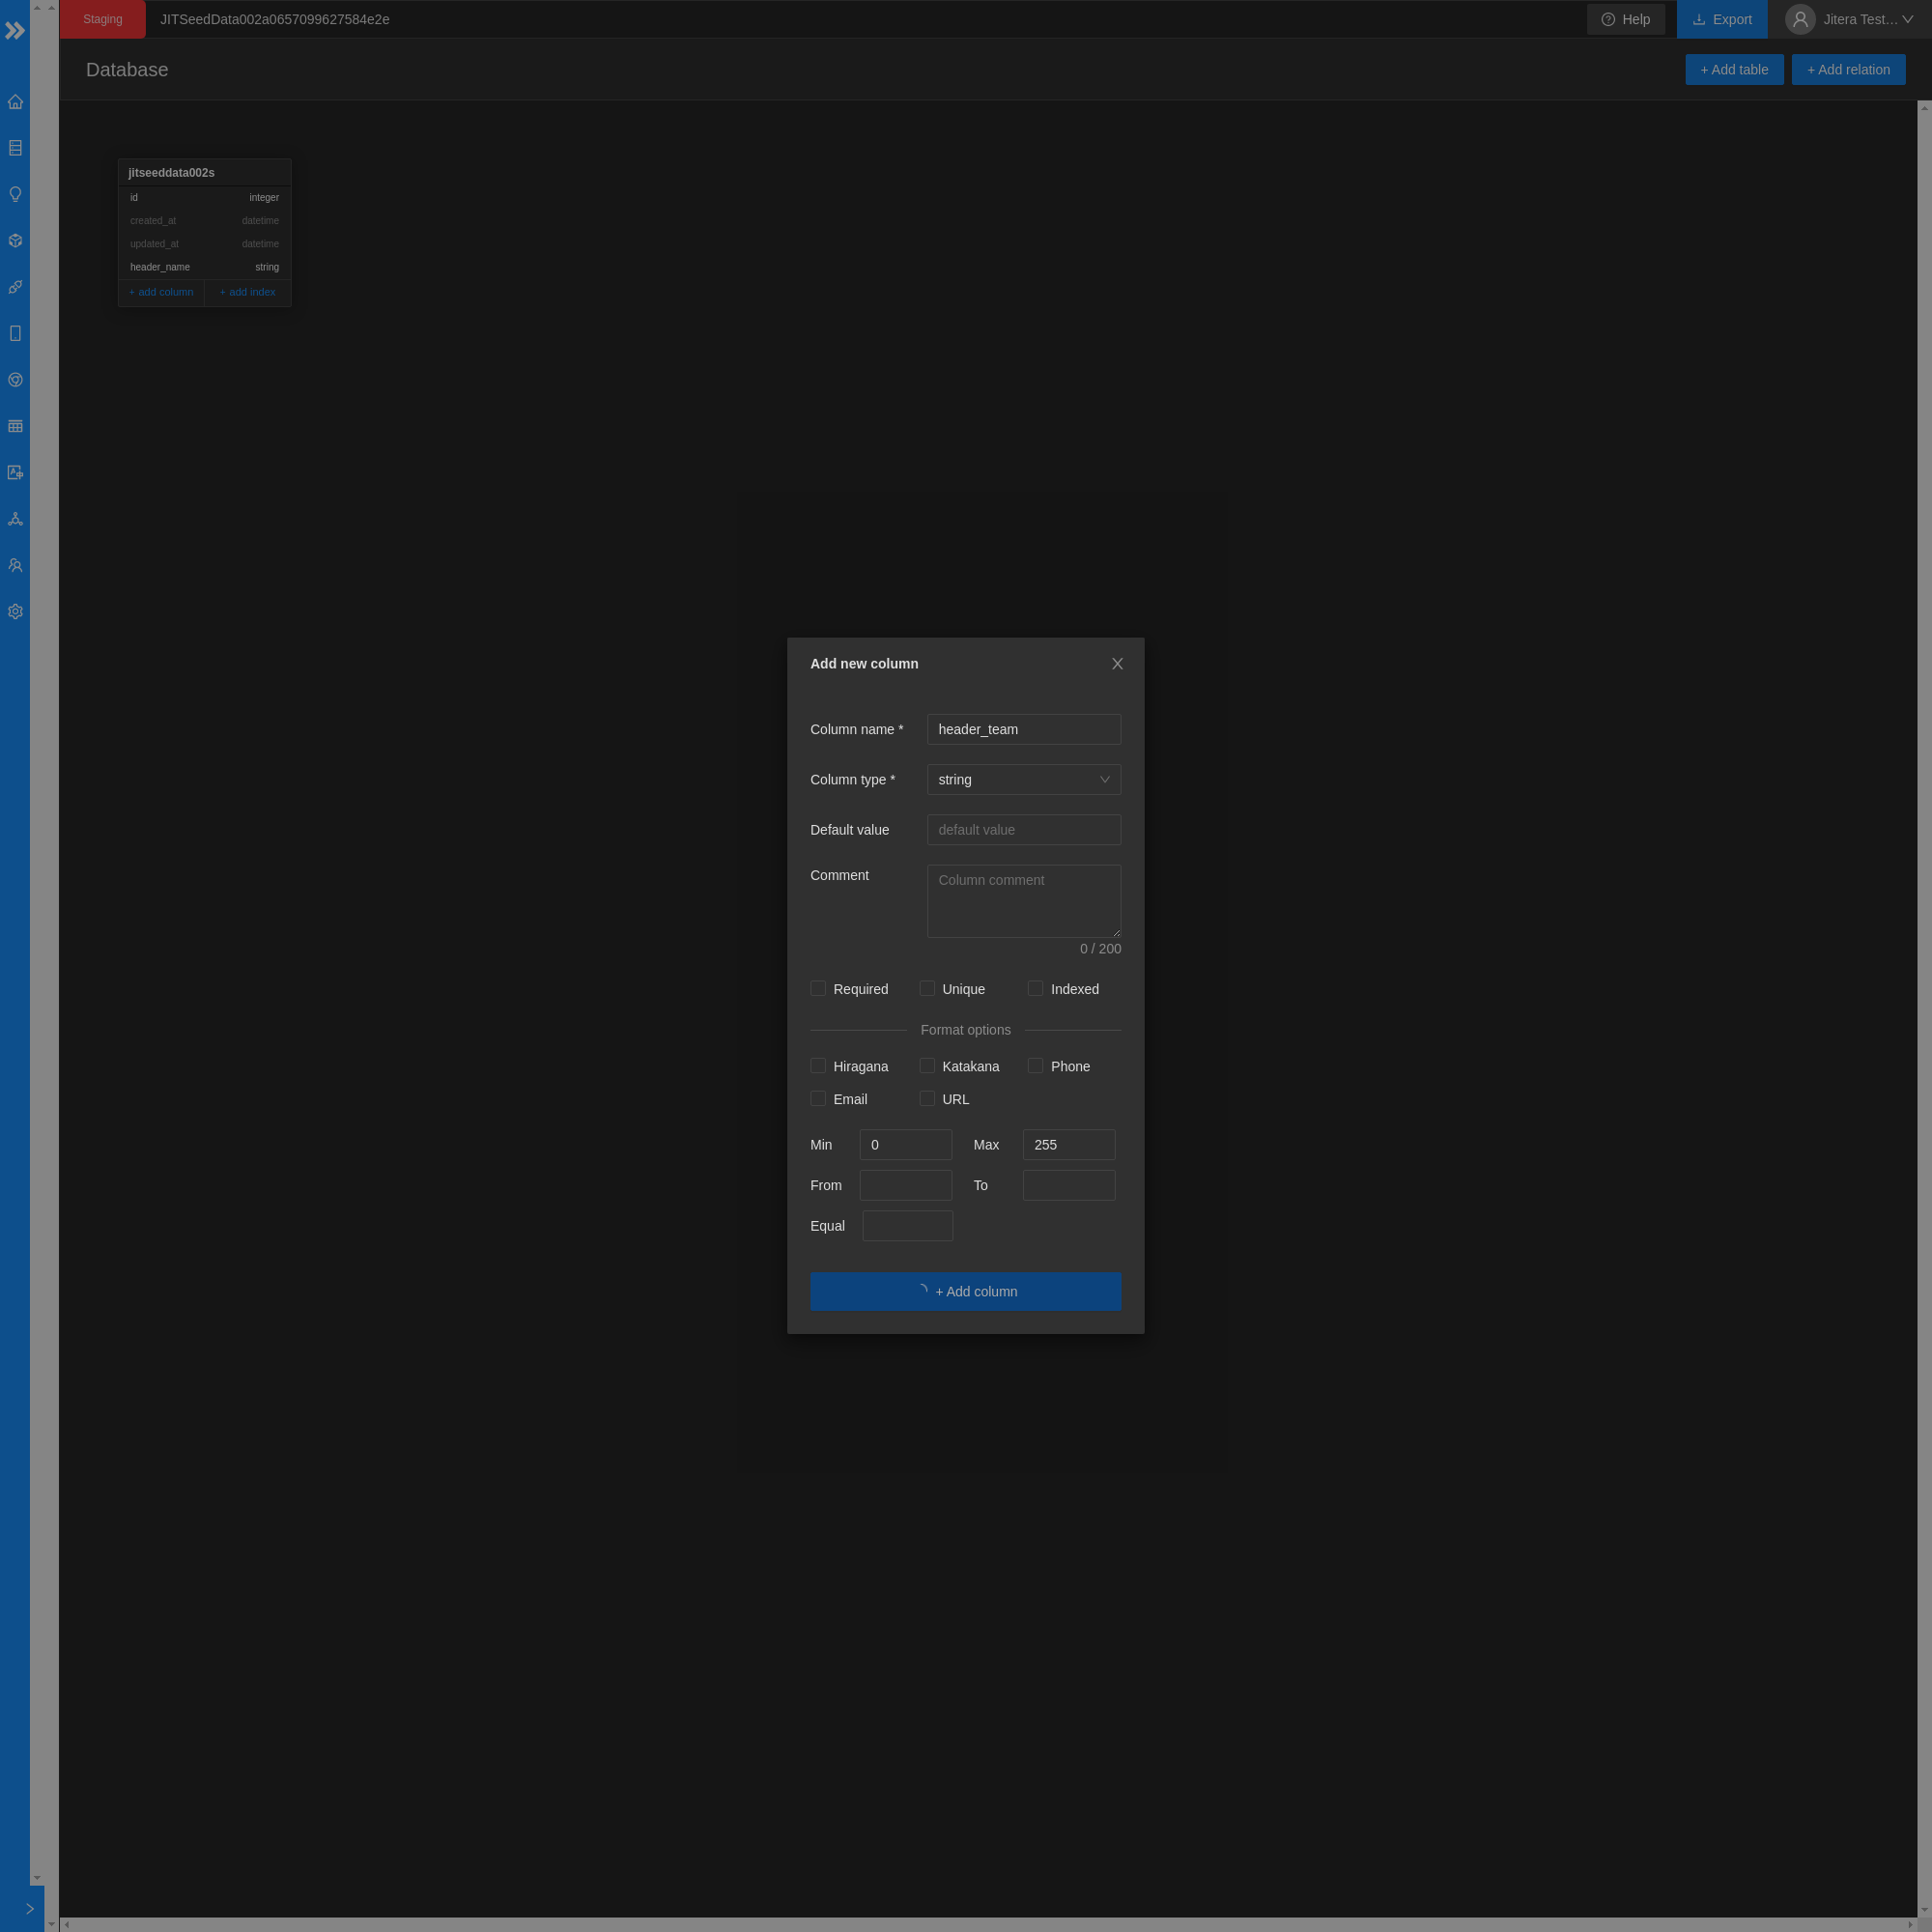 Staging
JITSeedData002a0657099627584e2e
Help
Export
Jitera Test…
Database
+ Add table
+ Add relation
jitseeddata002s
id integer
created_at datetime
updated_at datetime
header_name string
+ add column + add index
Add new column
Column name * header_team
Column type * string
Default value default value
Comment Column comment
0 / 200
Required Unique Indexed
Format options
Hiragana Katakana Phone
Email URL
Min 0 Max 255
From To
Equal
+ Add column